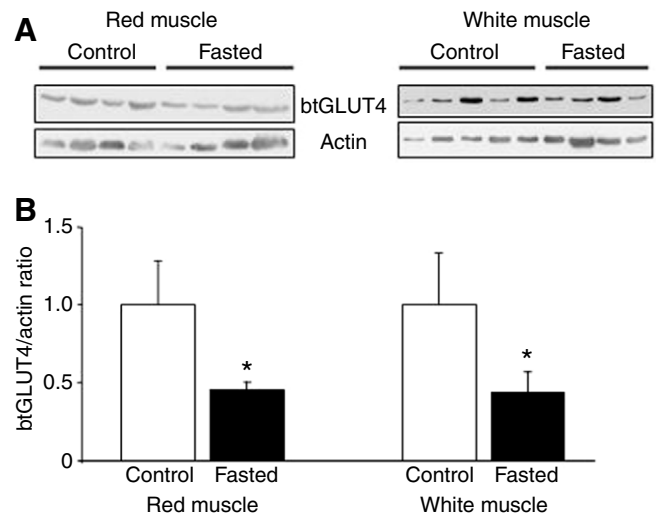 A
Red muscle
White muscle
Control
Fasted
Control
Fasted
btGLUT4
Actin
B
btGLUT4/actin ratio
1.5
1.0
0.5
0
*
*
Control
Fasted
Control
Fasted
Red muscle
White muscle